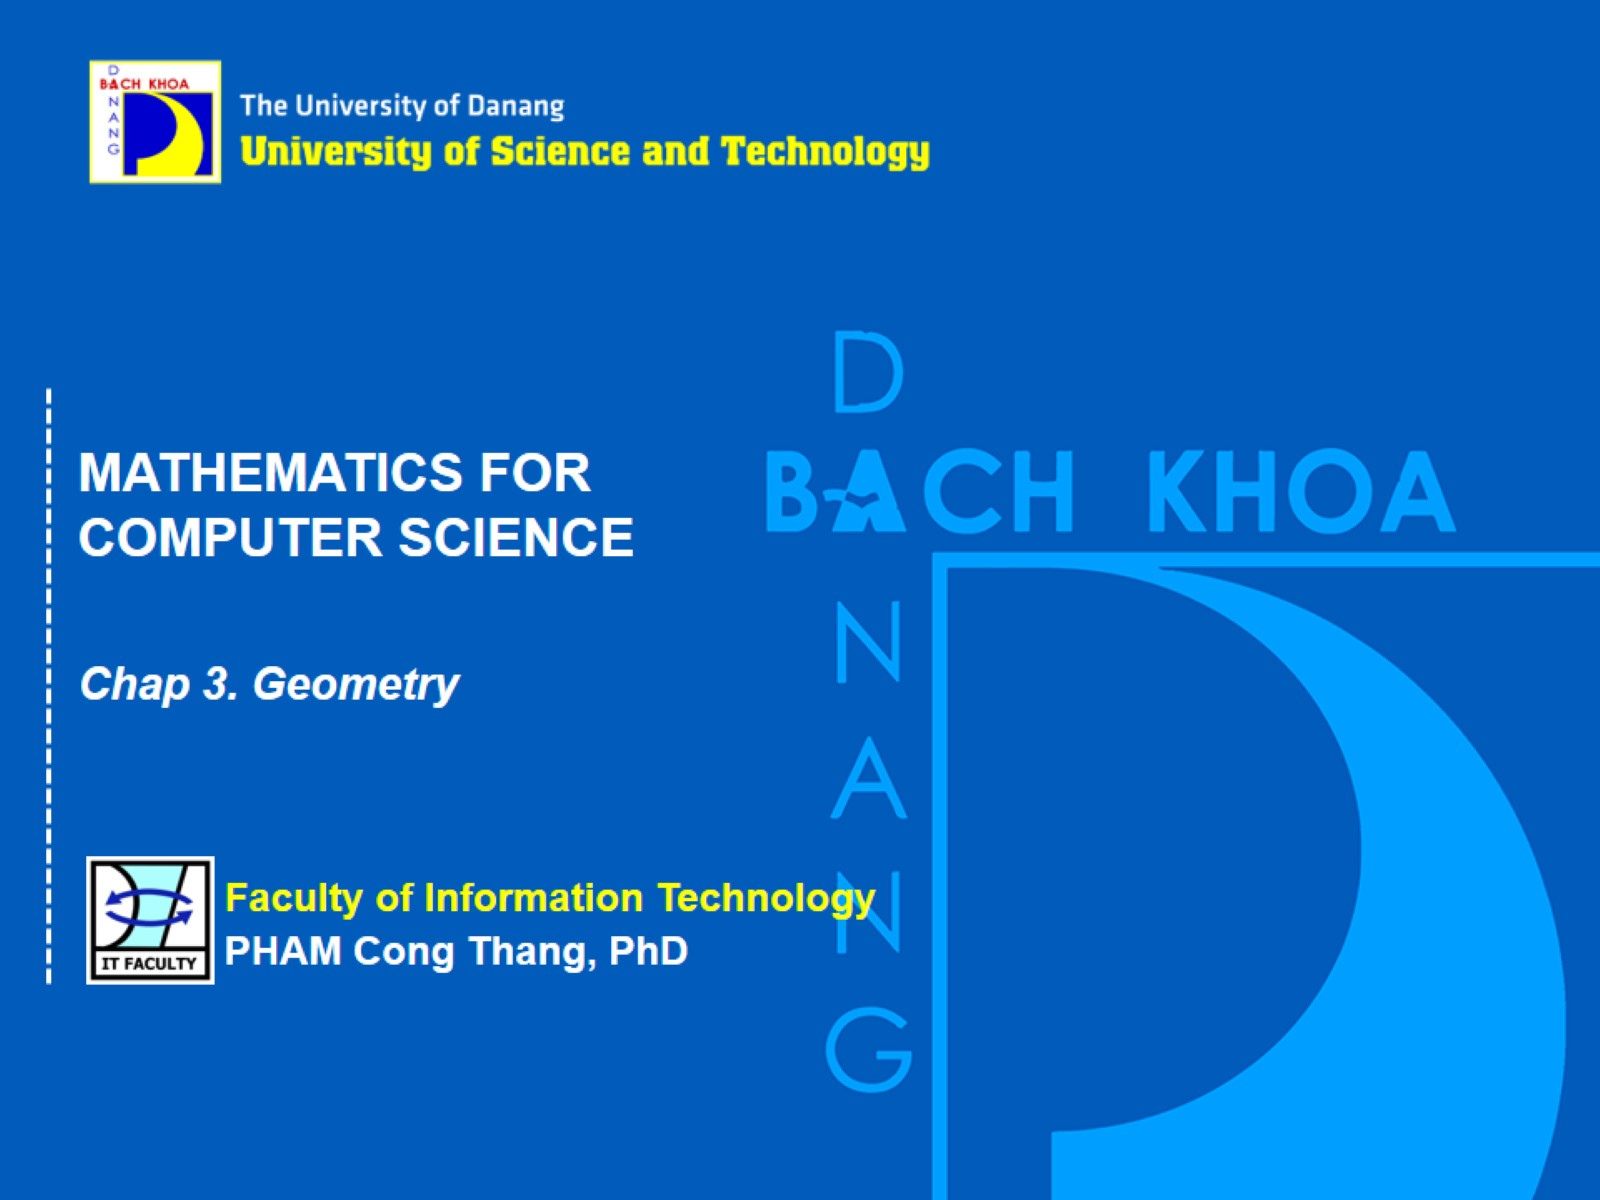 D
BACH KHOA
N
A
N
G
The University of Danang
University of Science and Technology
D
BACH KHOA
N
A
N
G
MATHEMATICS FOR
COMPUTER SCIENCE
Chap 3. Geometry
IT FACULTY
Faculty of Information Technology
PHAM Cong Thang, PhD